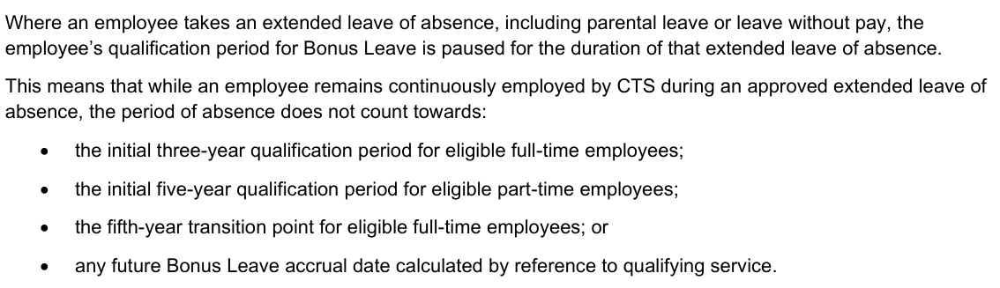 Where an employee takes an extended leave of absence, including parental leave or leave without pay, the
employee’s qualification period for Bonus Leave is paused for the duration of that extended leave of absence.
This means that while an employee remains continuously employed by CTS during an approved extended leave of
absence, the period of absence does not count towards:
• the initial three-year qualification period for eligible full-time employees;
• the initial five-year qualification period for eligible part-time employees;
• the fifth-year transition point for eligible full-time employees; or
• any future Bonus Leave accrual date calculated by reference to qualifying service.